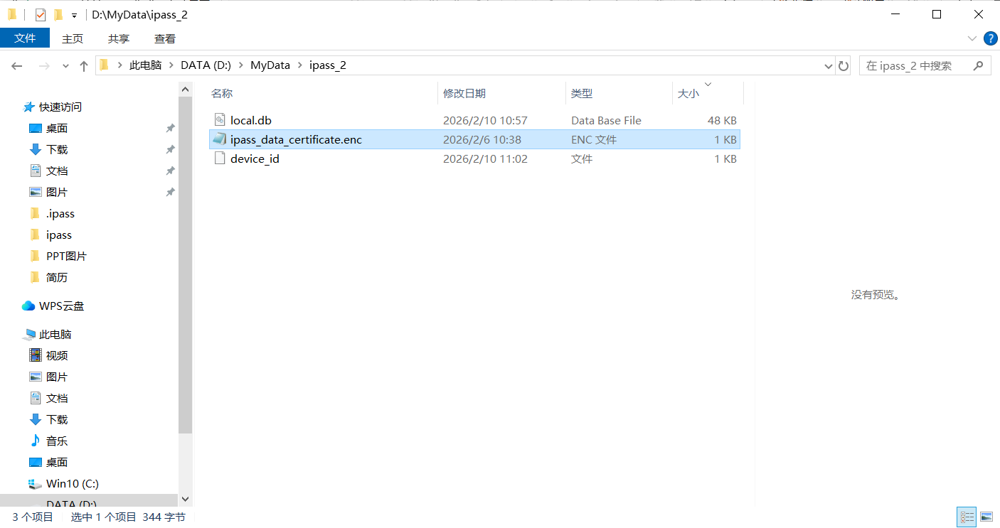 D:\MyData\ipass_2
文件 主页 共享 查看
此电脑 DATA (D:) MyData ipass_2 在 ipass_2 中搜索
快速访问
桌面
下载
文档
图片
.ipass
ipass
PPT图片
简历
WPS云盘
此电脑
视频
图片
文档
下载
音乐
桌面
Win10 (C:)
DATA (D:)
名称 修改日期 类型 大小
local.db 2026/2/10 10:57 Data Base File 48 KB
ipass_data_certificate.enc 2026/2/6 10:38 ENC 文件 1 KB
device_id 2026/2/10 11:02 文件 1 KB
没有预览。
3 个项目 选中 1 个项目 344 字节